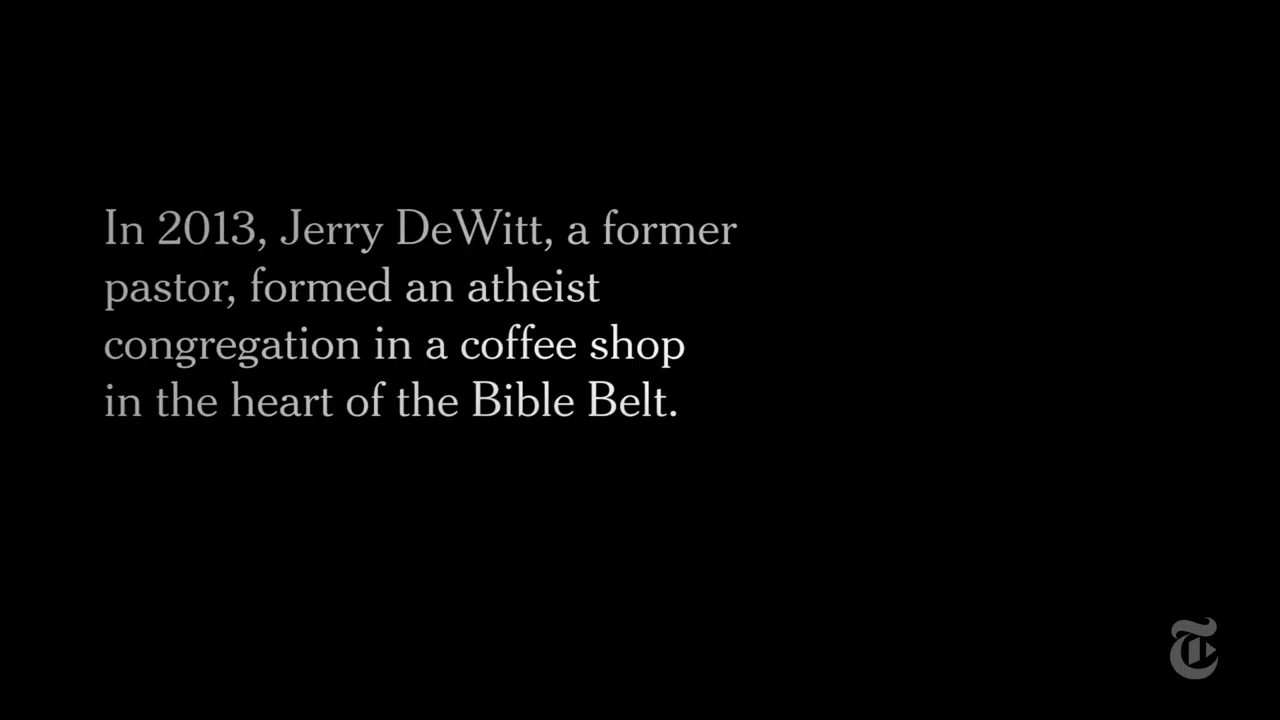 In 2013, Jerry DeWitt, a former
pastor, formed an atheist
congregation in a coffee shop
in the heart of the Bible Belt.
T